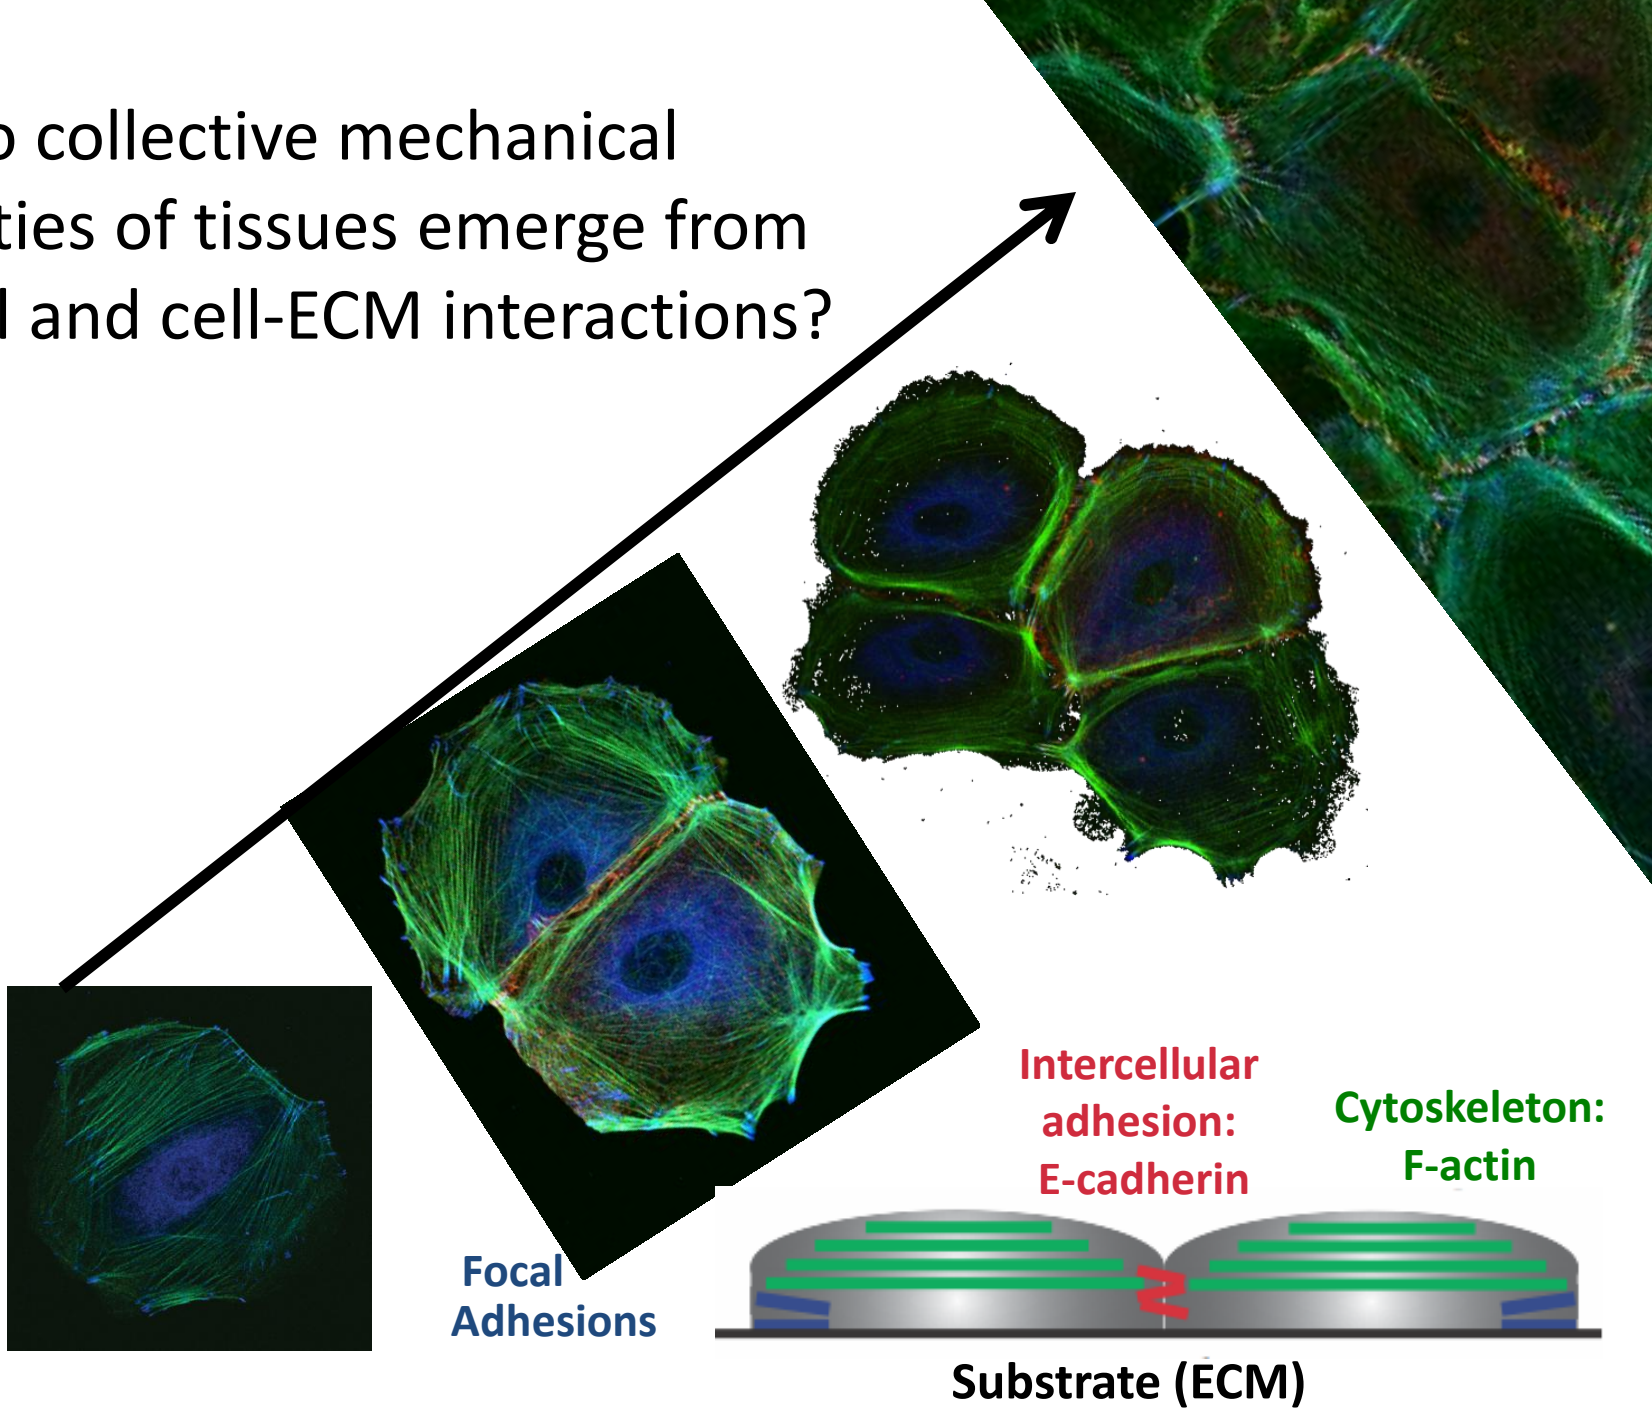 collective mechanical
of tissues emerge from
and cell-ECM interactions?
Intercellular
adhesion:
E-cadherin
Cytoskeleton:
F-actin
Focal
Adhesions
Substrate (ECM)